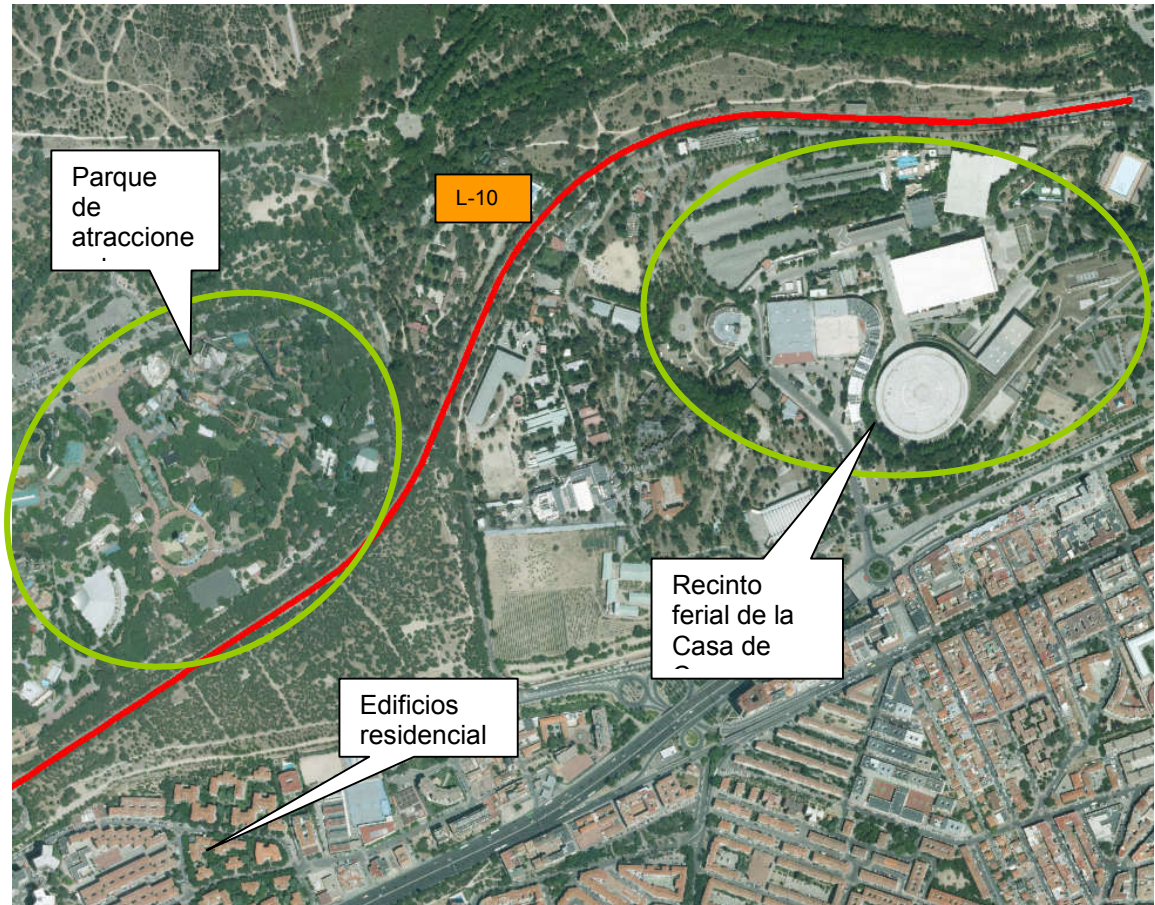 Parque
de
atraccione
L-10
Recinto
ferial de la
Casa de
Edificios
residencial